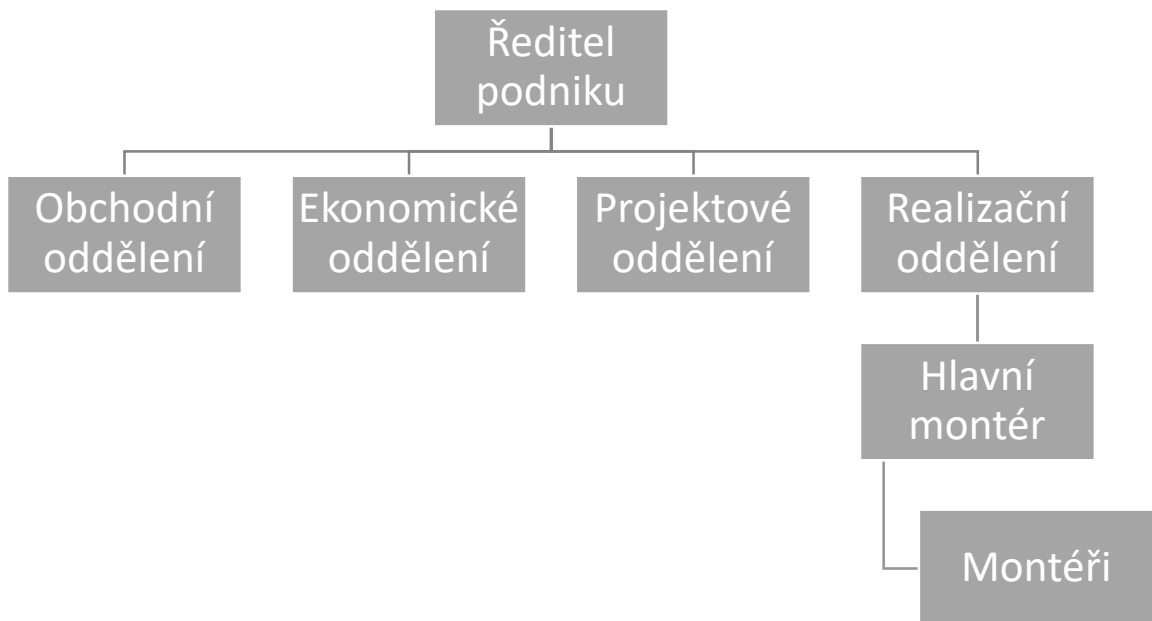 Ředitel
podniku
Obchodní
oddělení
Ekonomické
oddělení
Projektové
oddělení
Realizační
oddělení
Hlavní
montér
Montéři